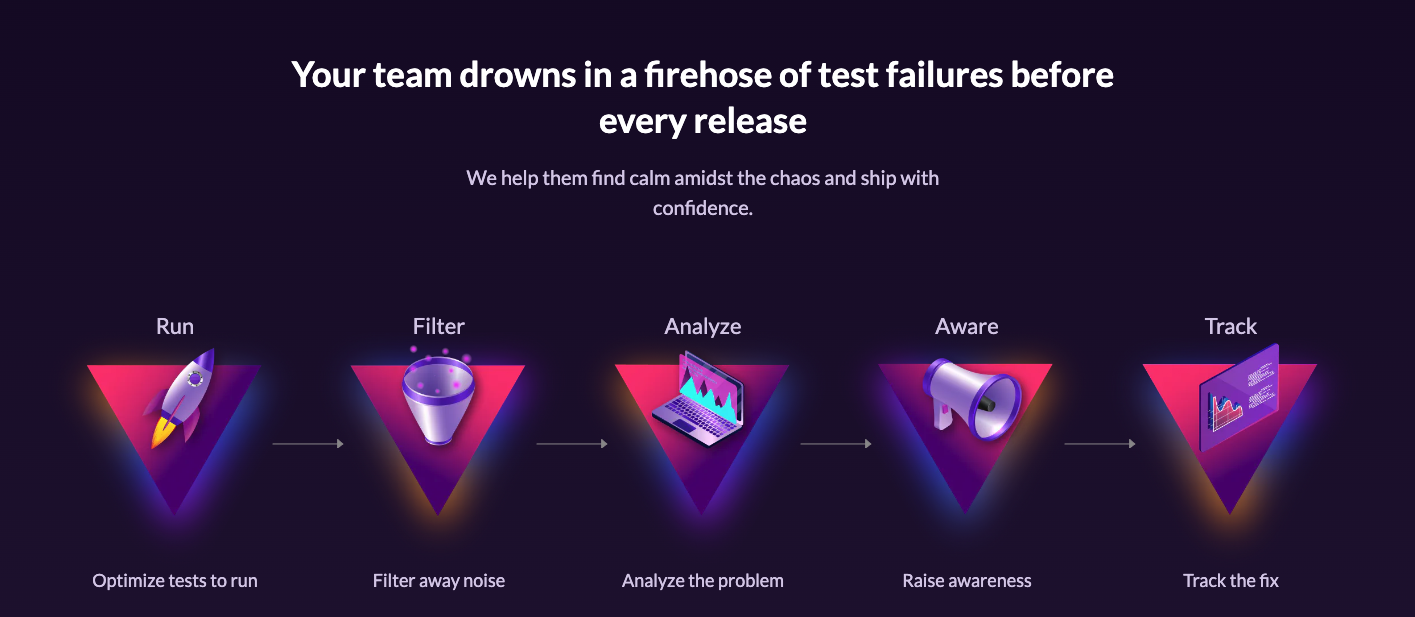 Your team drowns in a firehose of test failures before
every release
We help them find calm amidst the chaos and ship with
confidence.
Run
Filter
Analyze
Aware
Track
Optimize tests to run
Filter away noise
Analyze the problem
Raise awareness
Track the fix